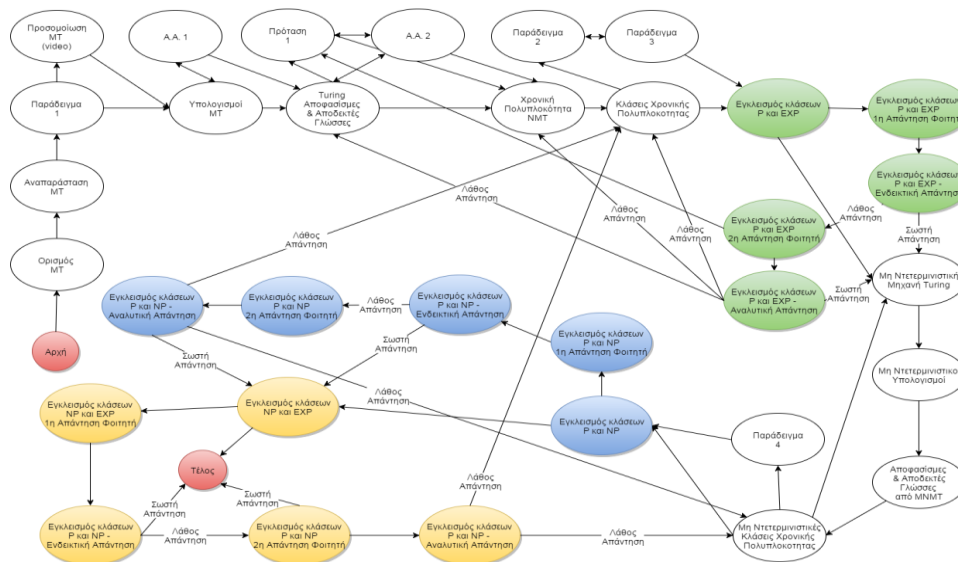 Προσομοίωση
ΜΤ
(video)
Α.Α. 1
Πρόταση
1
Α.Α. 2
Παράδειγμα
2
Παράδειγμα
3
Παράδειγμα
1
Υπολογισμοί
ΜΤ
Turing
Αποφασίσμες
& Αποδεκτές
Γλώσσες
Χρονική
Πολυπλοκότητα
ΝΜΤ
Κλάσεις Χρονικής
Πολυπλοκοτητας
Εγκλεισμός κλάσεων
P και EXP
Εγκλεισμός κλάσεων
P και EXP
1η Απάντηση Φοιτητή
Αναπαράσταση
ΜΤ
Λάθος
Απάντηση
Λάθος
Απάντηση
Εγκλεισμός κλάσεων
P και EXP -
Ενδεικτική Απάντηση
Λάθος
Απάντηση
Εγκλεισμός κλάσεων
P και EXP
2η Απάντηση Φοιτητή
Σωστή
Απάντηση
Λάθος
Απάντηση
Ορισμός
ΜΤ
Εγκλεισμός κλάσεων
P και EXP -
Αναλυτική Απάντηση
Σωστή
Απάντηση
Μη Ντετερμινιστική
Μηχανή Turing
Εγκλεισμός κλάσεων
P και NP -
Αναλυτική Απάντηση
Εγκλεισμός κλάσεων
P και NP
2η Απάντηση Φοιτητή
Λάθος
Απάντηση
Εγκλεισμός κλάσεων
P και NP -
Ενδεικτική Απάντηση
Αρχή
Σωστή
Απάντηση
Σωστή
Απάντηση
Εγκλεισμός κλάσεων
P και NP
1η Απάντηση Φοιτητή
Μη Ντετερμινιστικοί
Υπολογισμοί
Λάθος
Απάντηση
Εγκλεισμός κλάσεων
NP και EXP
1η Απάντηση Φοιτητή
Εγκλεισμός κλάσεων
NP και EXP
Εγκλεισμός κλάσεων
P και NP
Παράδειγμα
4
Τέλος
Λάθος
Απάντηση
Αποφασίσμες
& Αποδεκτές
Γλώσσες
από ΜΝΜΤ
Σωστή
Απάντηση
Σωστή
Απάντηση
Εγκλεισμός κλάσεων
P και NP -
Ενδεικτική Απάντηση
Λάθος
Απάντηση
Εγκλεισμός κλάσεων
P και NP
2η Απάντηση Φοιτητή
Εγκλεισμός κλάσεων
P και NP -
Αναλυτική Απάντηση
Λάθος
Απάντηση
Μη Ντετερμινιστικές
Κλάσεις Χρονικής
Πολυπλοκοτητας